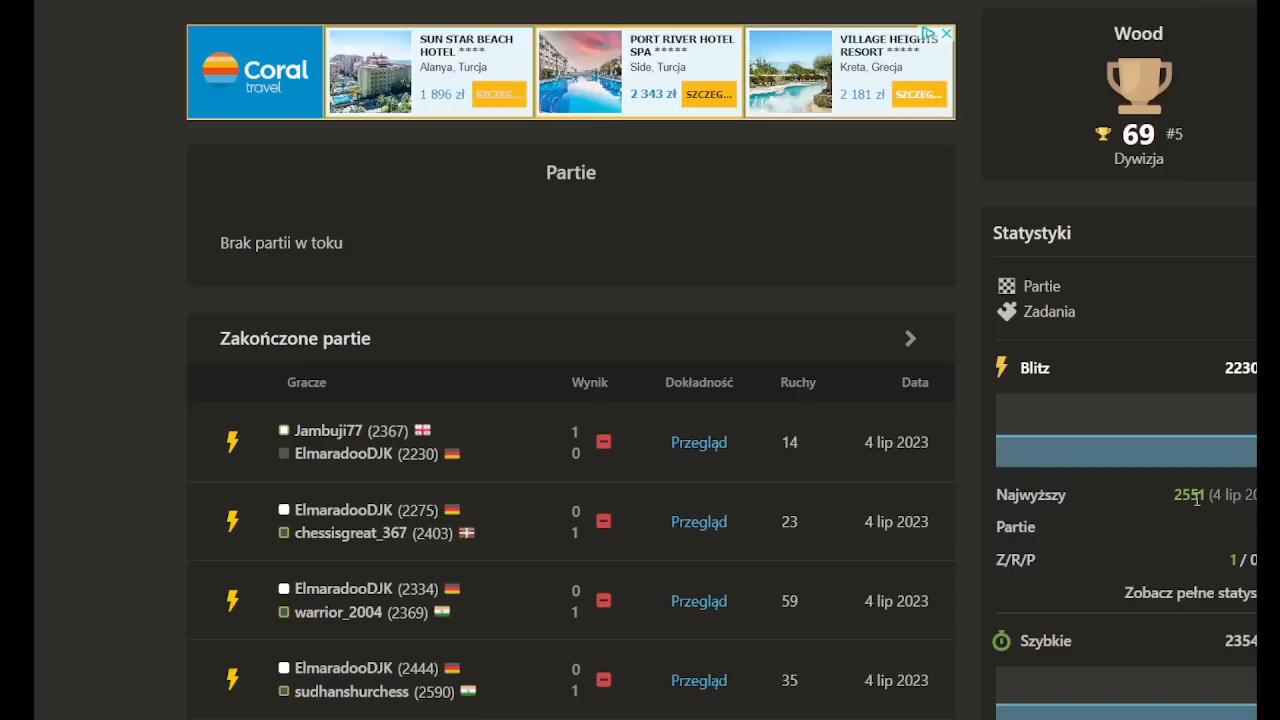 Coral
travel
SUN STAR BEACH
HOTEL ****
Alanya, Turcja
1 896 zł
SZCZEG...
PORT RIVER HOTEL
SPA *****
Side, Turcja
2 343 zł
SZCZEG...
VILLAGE HEIGHTS
RESORT *****
Kreta, Grecja
2 181 zł
SZCZEG...
Wood
69 #5
Dywizja
Partie
Brak partii w toku
Statystyki
Partie
Zadania
Zakończone partie
Gracze Wynik Dokładność Ruchy Data
Jambuji77 (2367) 1
ElmaradooDJK (2230) 0
Przegląd 14 4 lip 2023
ElmaradooDJK (2275) 0
chessisgreat_367 (2403) 1
Przegląd 23 4 lip 2023
ElmaradooDJK (2334) 0
warrior_2004 (2369) 1
Przegląd 59 4 lip 2023
ElmaradooDJK (2444) 0
sudhanshurchess (2590) 1
Przegląd 35 4 lip 2023
Blitz 2230
Najwyższy 2551 (4 lip 20
Partie
Z/R/P 1 / 0
Zobacz pełne statys
Szybkie 2354